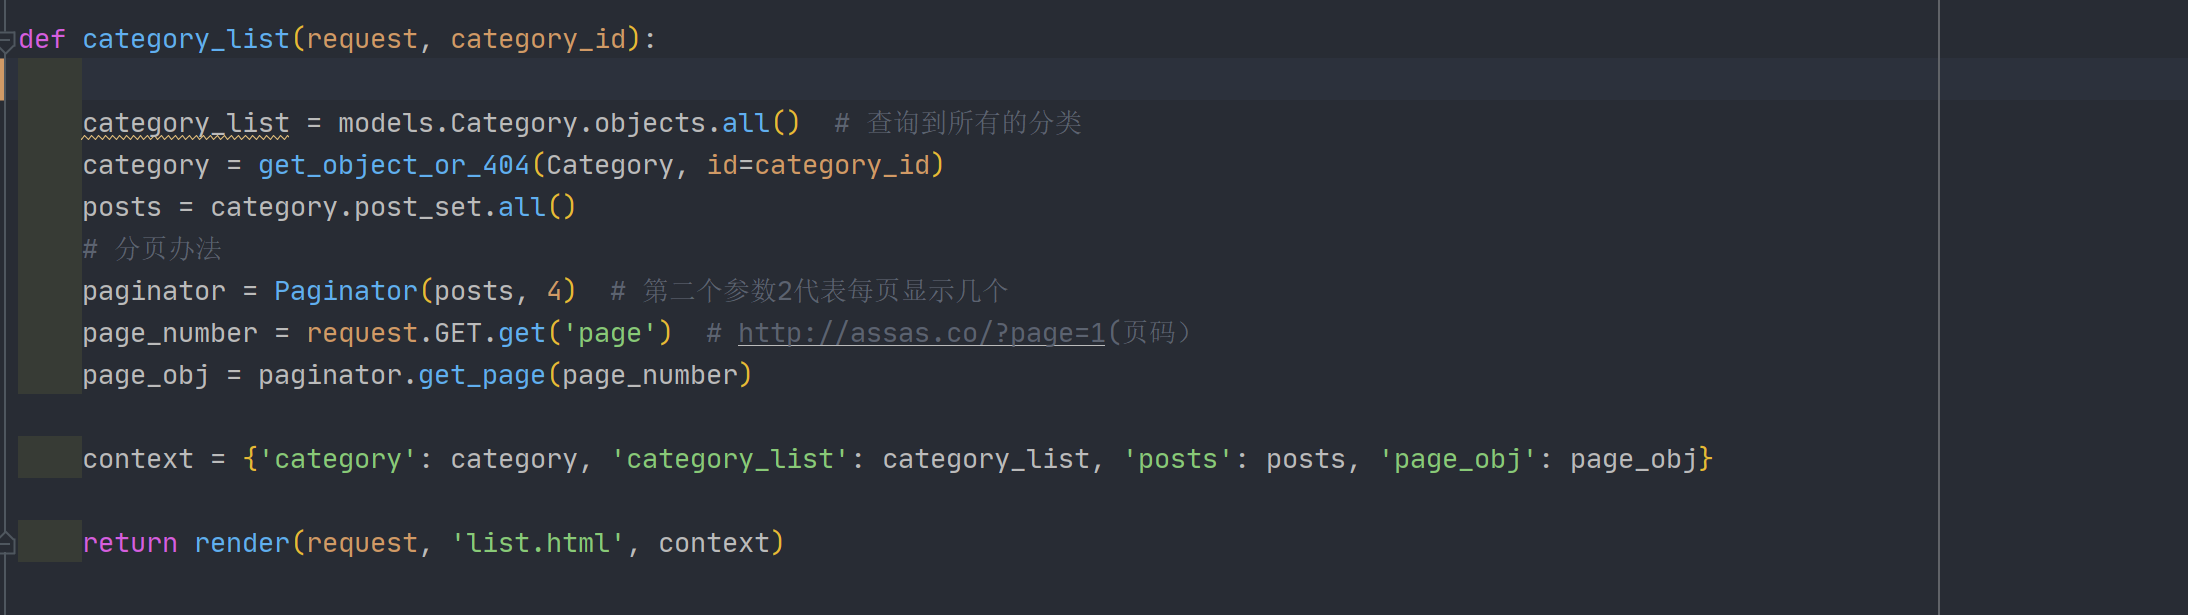 def category_list(request, category_id):
category_list = models.Category.objects.all()  # 查询到所有的分类
category = get_object_or_404(Category, id=category_id)
posts = category.post_set.all()
# 分页办法
paginator = Paginator(posts, 4)  # 第二个参数2代表每页显示几个
page_number = request.GET.get('page')  # http://assas.co/?page=1(页码）
page_obj = paginator.get_page(page_number)
context = {'category': category, 'category_list': category_list, 'posts': posts, 'page_obj': page_obj}
return render(request, 'list.html', context)